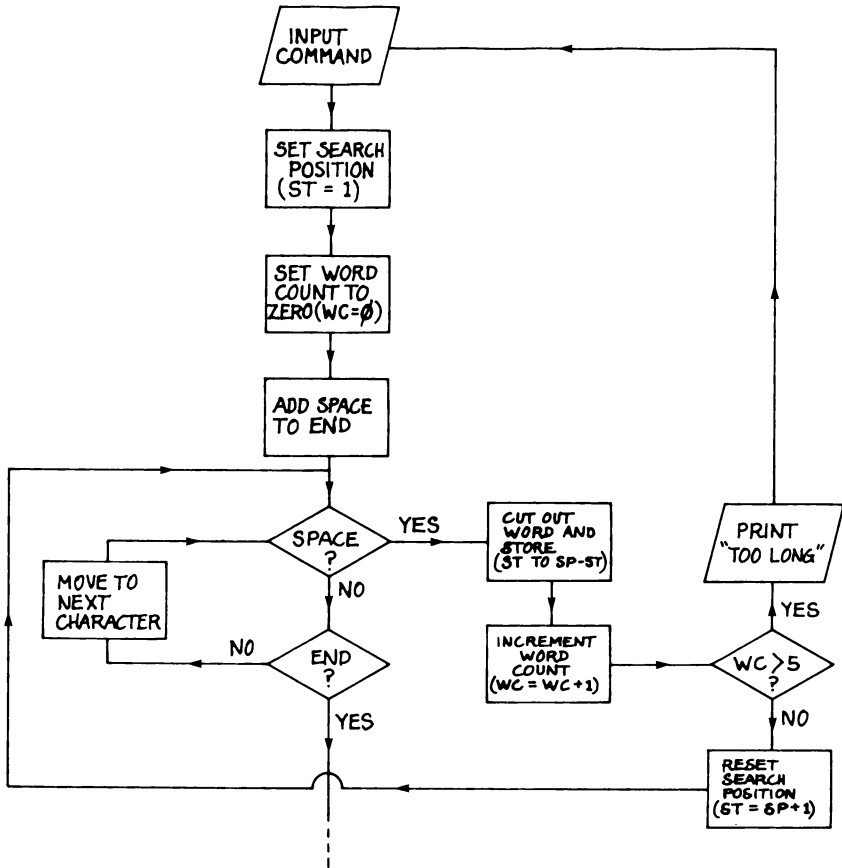 INPUT
COMMAND
SET SEARCH
POSITION
(ST = 1)
SET WORD
COUNT TO
ZERO(WC=Ø)
ADD SPACE
TO END
SPACE
?
YES
CUT OUT
WORD AND
STORE
(ST TO SP-ST)
PRINT
"TOO LONG"
MOVE TO
NEXT
CHARACTER
NO
YES
INCREMENT
WORD
COUNT
(WC = WC+1)
WC>5
?
NO
END
?
NO
YES
RESET
SEARCH
POSITION
(ST = SP+1)